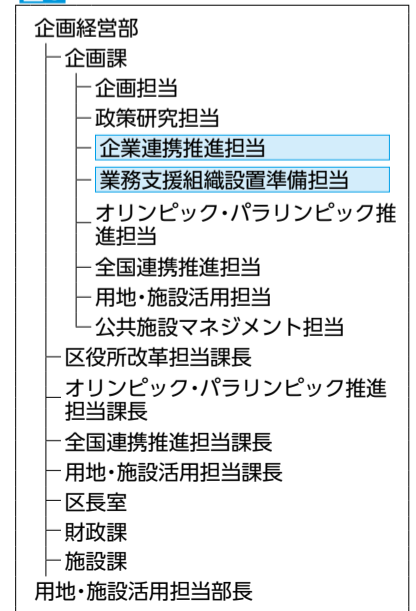 企画経営部
企画課
企画担当
政策研究担当
企業連携推進担当
業務支援組織設置準備担当
オリンピック・パラリンピック推
進担当
全国連携推進担当
用地・施設活用担当
公共施設マネジメント担当
区役所改革担当課長
オリンピック・パラリンピック推進
担当課長
全国連携推進担当課長
用地・施設活用担当課長
区長室
財政課
施設課
用地・施設活用担当部長